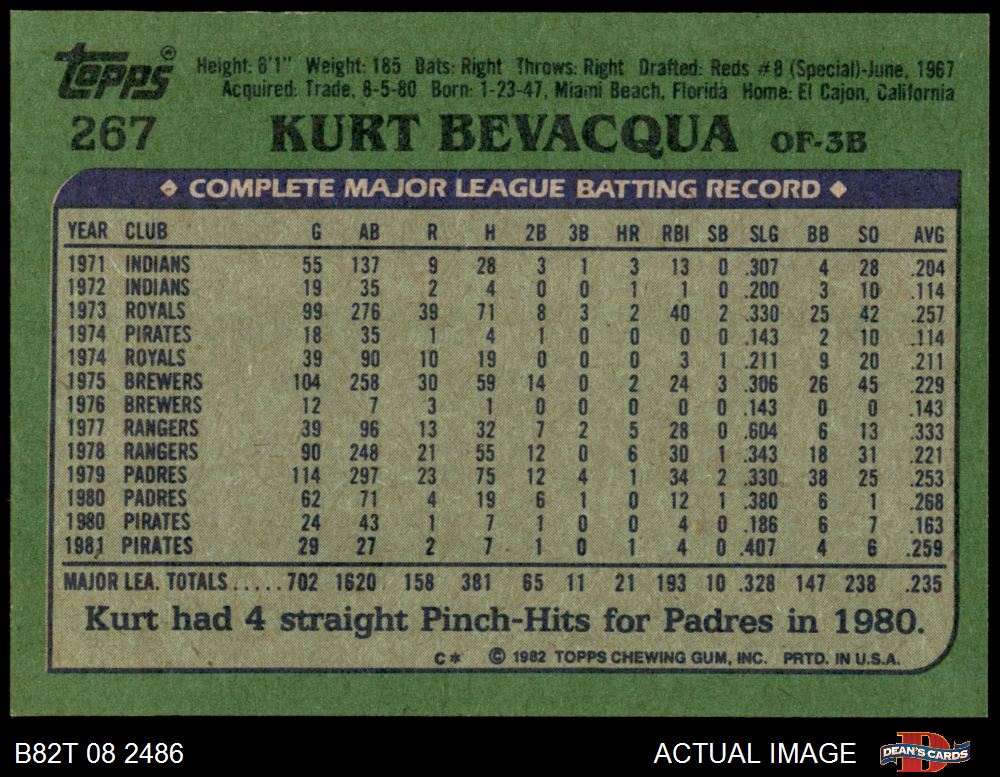 Topps® Height: 6'1" Weight: 185 Bats: Right Throws: Right Drafted: Reds #8 (Special)-June, 1967
Acquired: Trade, 8-5-80 Born: 1-23-47, Miami Beach, Florida Home: El Cajon, California
267 KURT BEVACQUA OF-3B
COMPLETE MAJOR LEAGUE BATTING RECORD
YEAR CLUB G AB R H 2B 3B HR RBI SB SLG BB SO AVG
1971 INDIANS 55 137 9 28 3 1 3 13 0 .307 4 28 .204
1972 INDIANS 19 35 2 4 0 0 1 1 0 .200 3 10 .114
1973 ROYALS 99 276 39 71 8 3 2 40 2 .330 25 42 .257
1974 PIRATES 18 35 1 4 1 0 0 0 0 .143 2 10 .114
1974 ROYALS 39 90 10 19 0 0 0 3 1 .211 9 20 .211
1975 BREWERS 104 258 30 59 14 0 2 24 3 .306 26 45 .229
1976 BREWERS 12 7 3 1 0 0 0 0 0 .143 0 0 .143
1977 RANGERS 39 96 13 32 7 2 5 28 0 .604 6 13 .333
1978 RANGERS 90 248 21 55 12 0 6 30 1 .343 18 31 .221
1979 PADRES 114 297 23 75 12 4 1 34 2 .330 38 25 .253
1980 PADRES 62 71 4 19 6 1 0 12 1 .380 6 1 .268
1980 PIRATES 24 43 1 7 1 0 0 4 0 .186 6 7 .163
1981 PIRATES 29 27 2 7 1 0 1 4 0 .407 4 6 .259
MAJOR LEA. TOTALS.....702 1620 158 381 65 11 21 193 10 .328 147 238 .235
Kurt had 4 straight Pinch-Hits for Padres in 1980.
C* © 1982 TOPPS CHEWING GUM, INC. PRTD. IN U.S.A.
B82T 08 2486 ACTUAL IMAGE DEAN'S CARDS